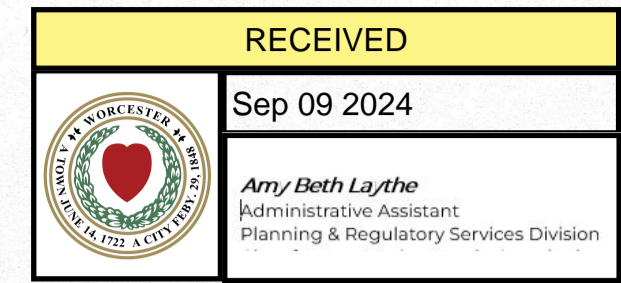 RECEIVED
Sep 09 2024
WORCESTER
A TOWN JUNE 14, 1722 A CITY FEBY. 29, 1848
Amy Beth Laythe
Administrative Assistant
Planning & Regulatory Services Division